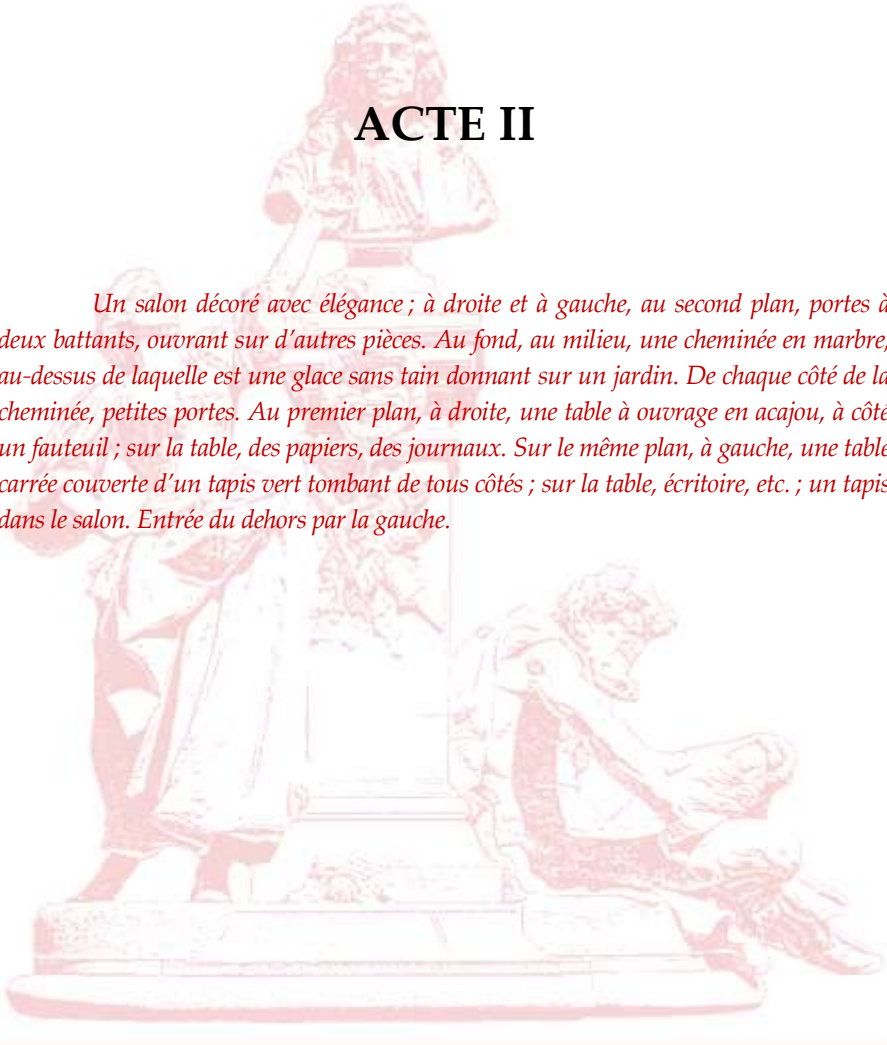 ACTE II
Un salon décoré avec élégance ; à droite et à gauche, au second plan, portes à
deux battants, ouvrant sur d’autres pièces. Au fond, au milieu, une cheminée en marbre,
au-dessus de laquelle est une glace sans tain donnant sur un jardin. De chaque côté de la
cheminée, petites portes. Au premier plan, à droite, une table à ouvrage en acajou, à côté
un fauteuil ; sur la table, des papiers, des journaux. Sur le même plan, à gauche, une table
carrée couverte d’un tapis vert tombant de tous côtés ; sur la table, écritoire, etc. ; un tapis
dans le salon. Entrée du dehors par la gauche.